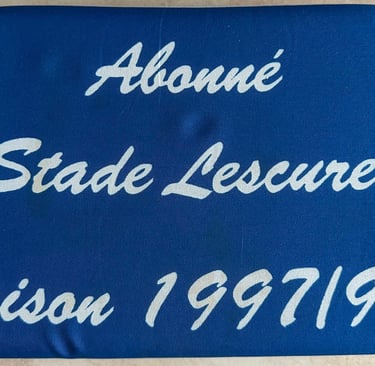 Abonné
Stade Lescure
ison 1997/9